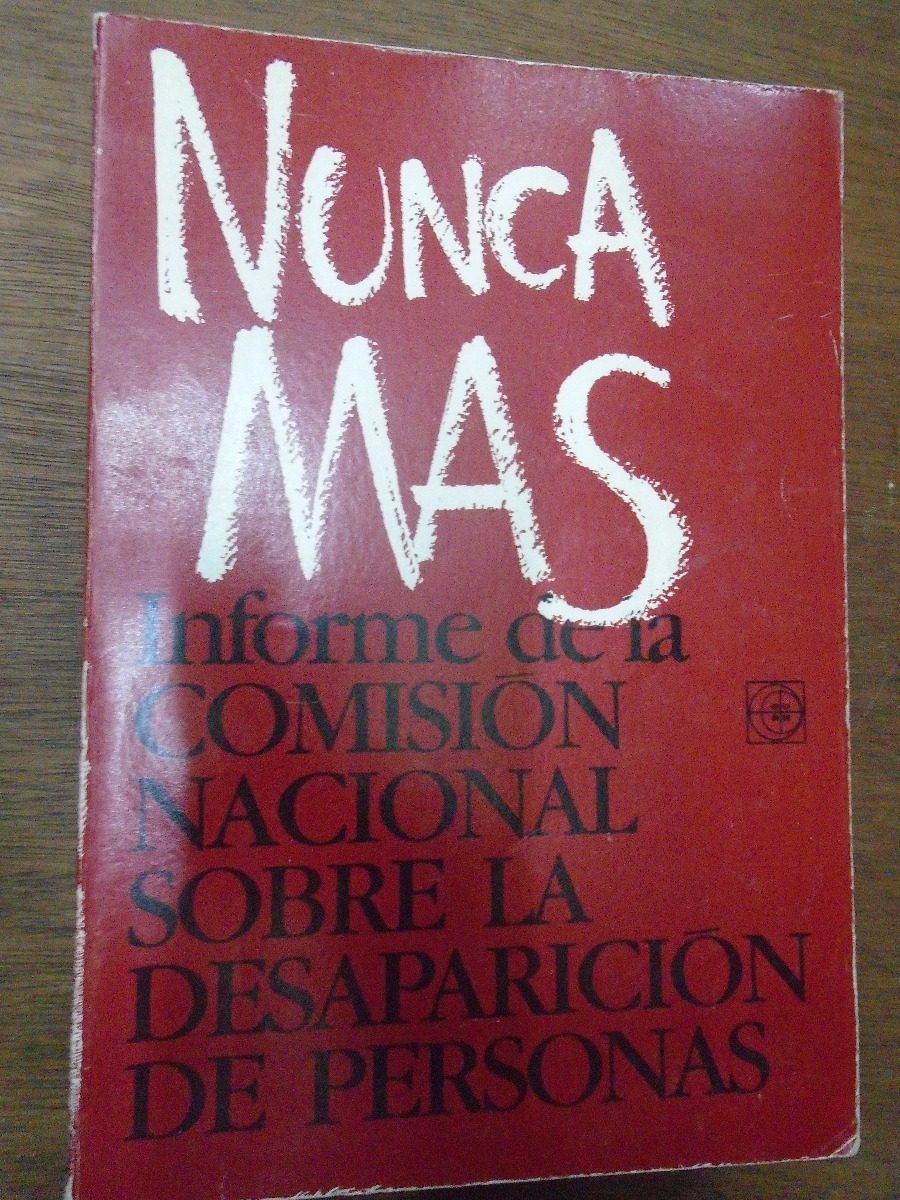 NUNCA
MAS
Informe de la
COMISIÓN
NACIONAL
SOBRE LA
DESAPARICIÓN
DE PERSONAS